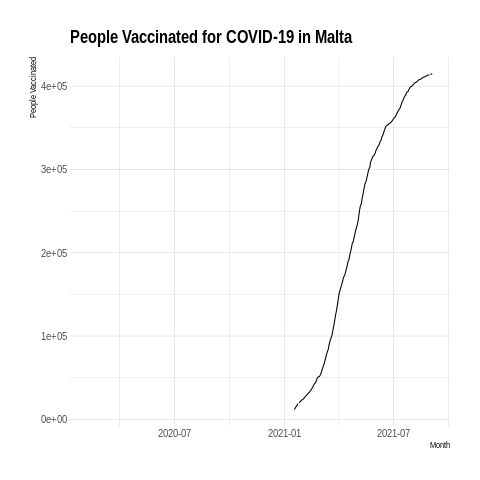 People Vaccinated for COVID-19 in Malta
People Vaccinated
4e+05
3e+05
2e+05
1e+05
0e+00
2020-07
2021-01
2021-07
Month